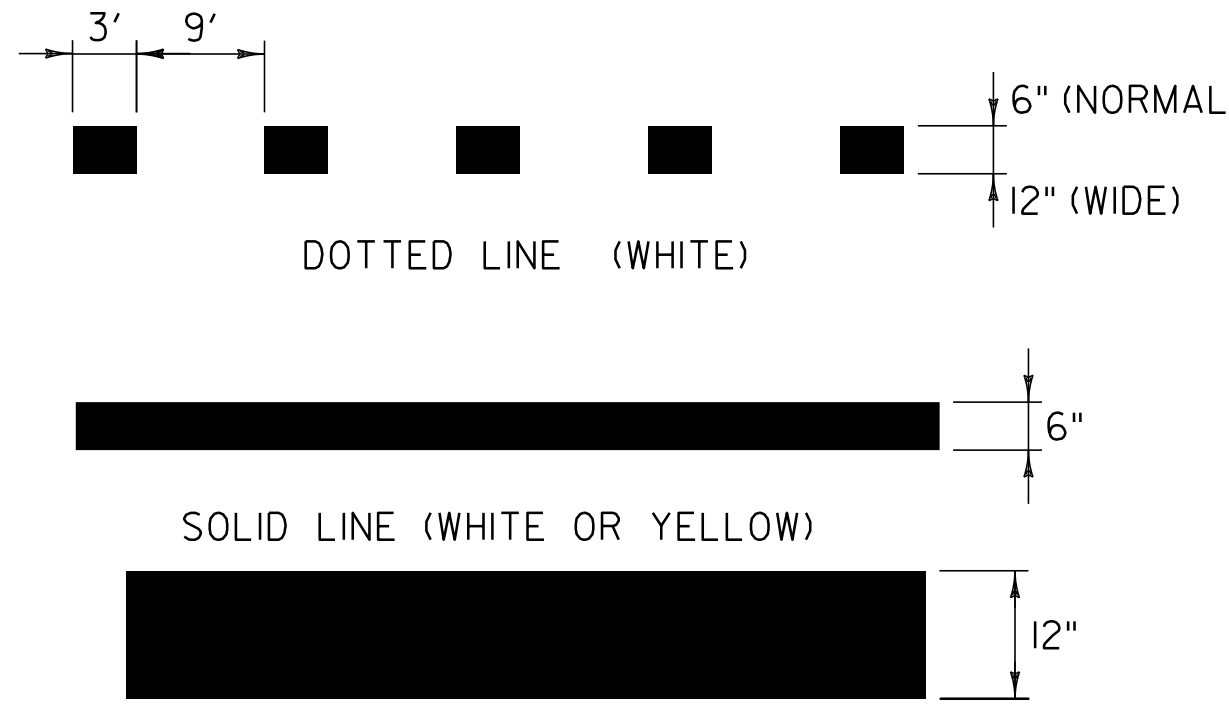 3' 9'
6" (NORMAL
12" (WIDE)
DOTTED LINE (WHITE)
6"
SOLID LINE (WHITE OR YELLOW)
12"